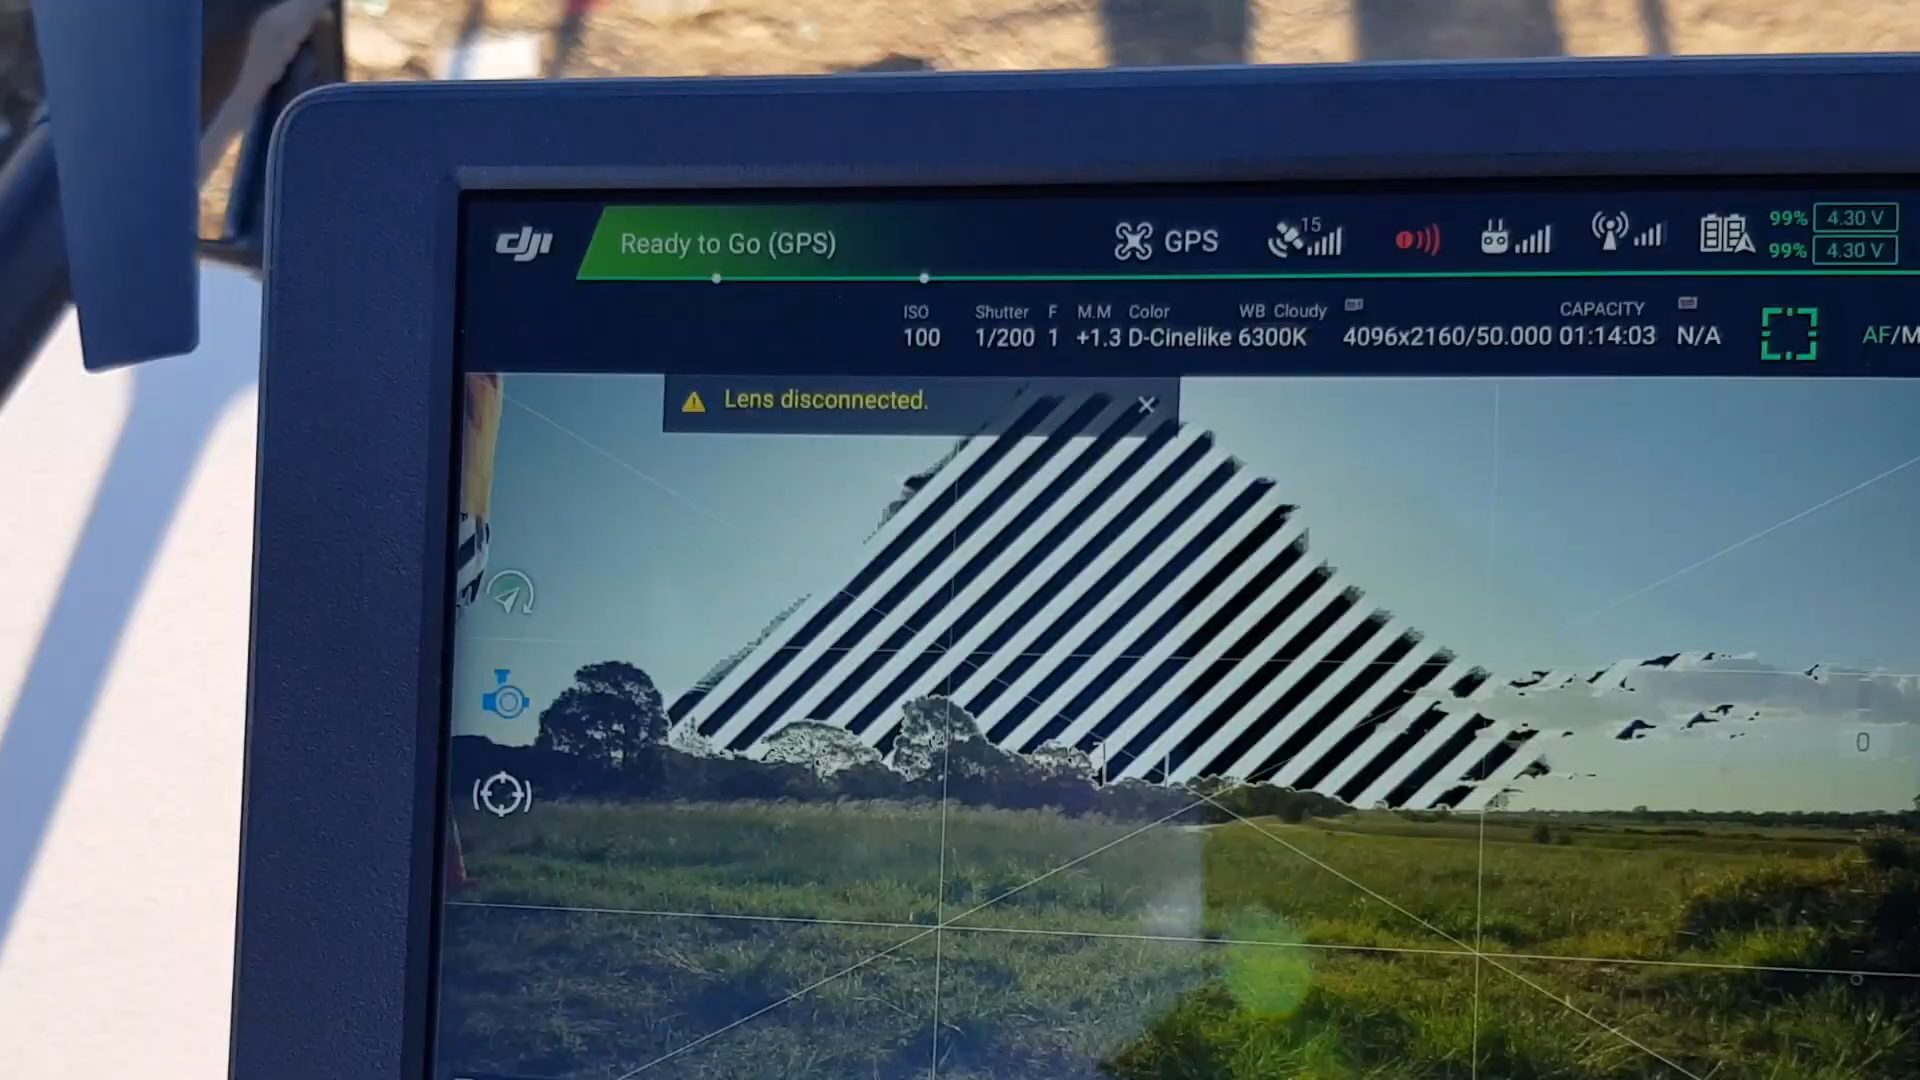 dji Ready to Go (GPS) GPS 15 99% 4.30 V
99% 4.30 V
ISO Shutter F M.M Color WB Cloudy CAPACITY
100 1/200 1 +1.3 D-Cinelike 6300K 4096x2160/50.000 01:14:03 N/A AF/M
Lens disconnected.
0